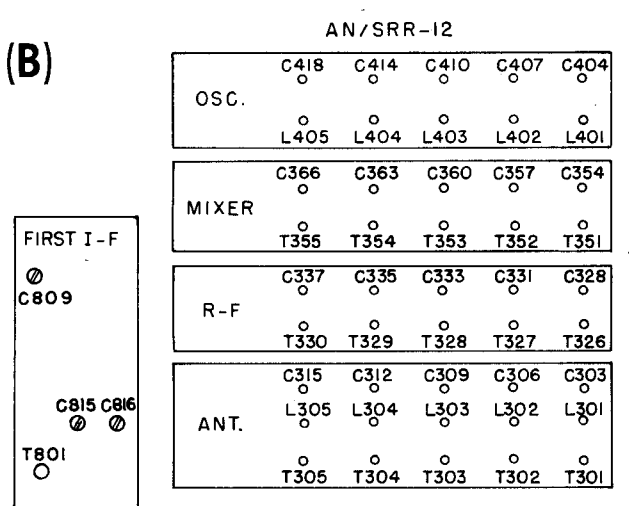 AN/SRR-12
(B)
C418 C414 C410 C407 C404
OSC.
L405 L404 L403 L402 L401
C366 C363 C360 C357 C354
MIXER
T355 T354 T353 T352 T351
FIRST I-F
C809
C815 C816
T801
C337 C335 C333 C331 C328
R-F
T330 T329 T328 T327 T326
C315 C312 C309 C306 C303
L305 L304 L303 L302 L301
ANT.
T305 T304 T303 T302 T301